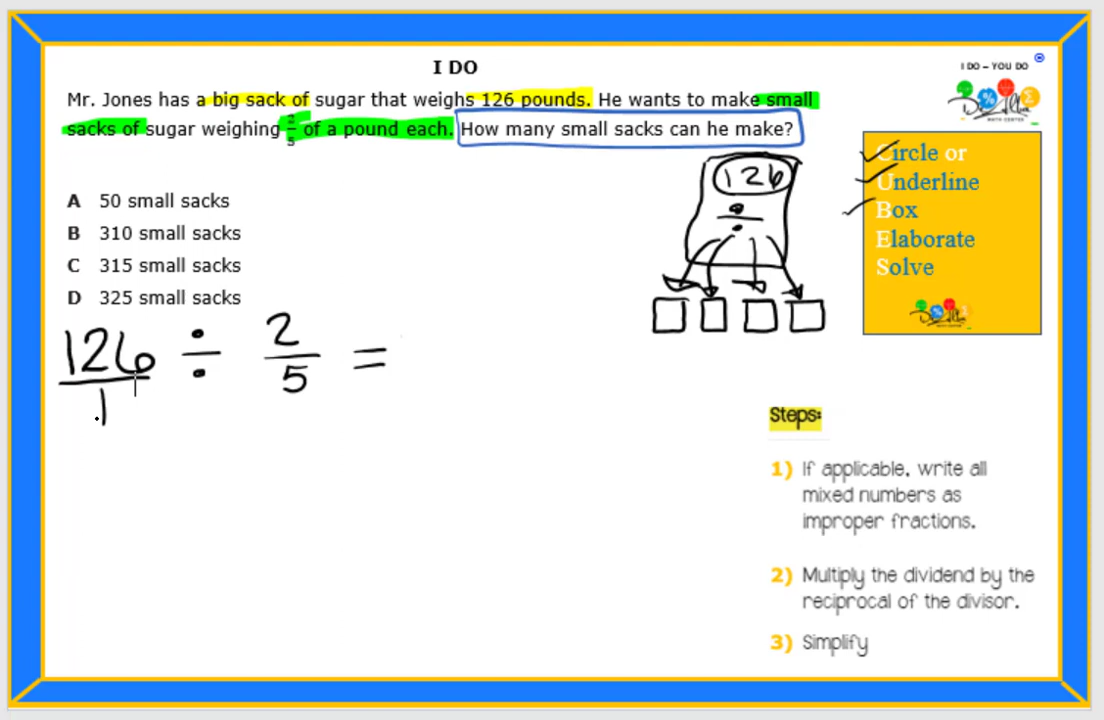 I DO
I DO – YOU DO
Mr. Jones has a big sack of sugar that weighs 126 pounds. He wants to make small
sacks of sugar weighing 2/5 of a pound each. How many small sacks can he make?
A 50 small sacks
B 310 small sacks
C 315 small sacks
D 325 small sacks
126
÷
Circle or
Underline
Box
Elaborate
Solve
126/1 ÷ 2/5 =
Steps:
1) If applicable, write all
mixed numbers as
improper fractions.
2) Multiply the dividend by the
reciprocal of the divisor.
3) Simplify